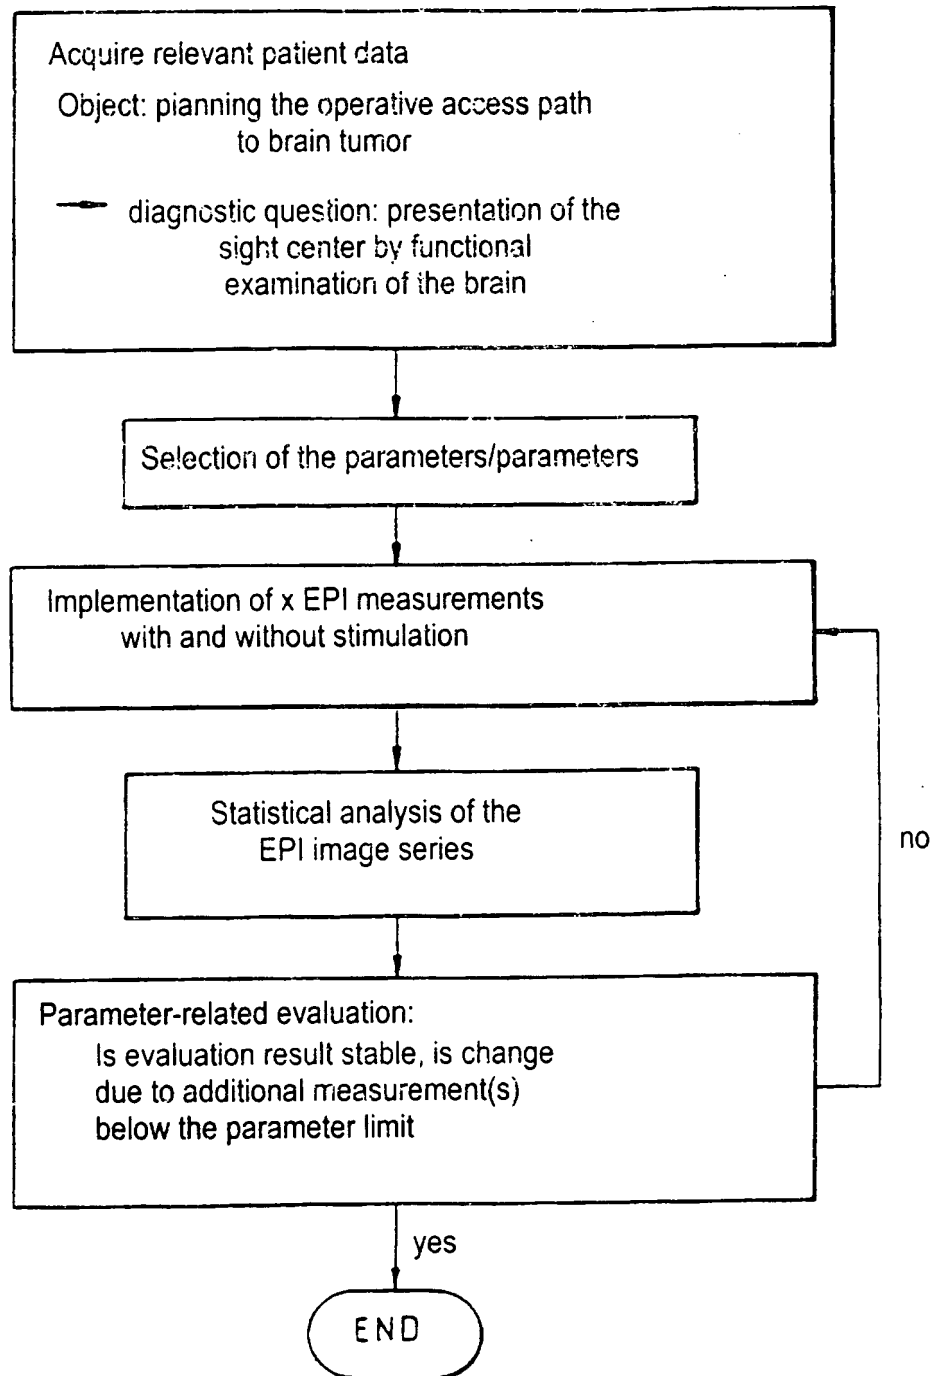 Acquire relevant patient data
Object: pianning the operative access path
to brain tumor
diagnostic question: presentation of the
sight center by functional
examination of the brain
Selection of the parameters/parameters
Implementation of x EPI measurements
with and without stimulation
Statistical analysis of the
EPI image series
no
Parameter-related evaluation:
Is evaluation result stable, is change
due to additional measurement(s)
below the parameter limit
yes
END